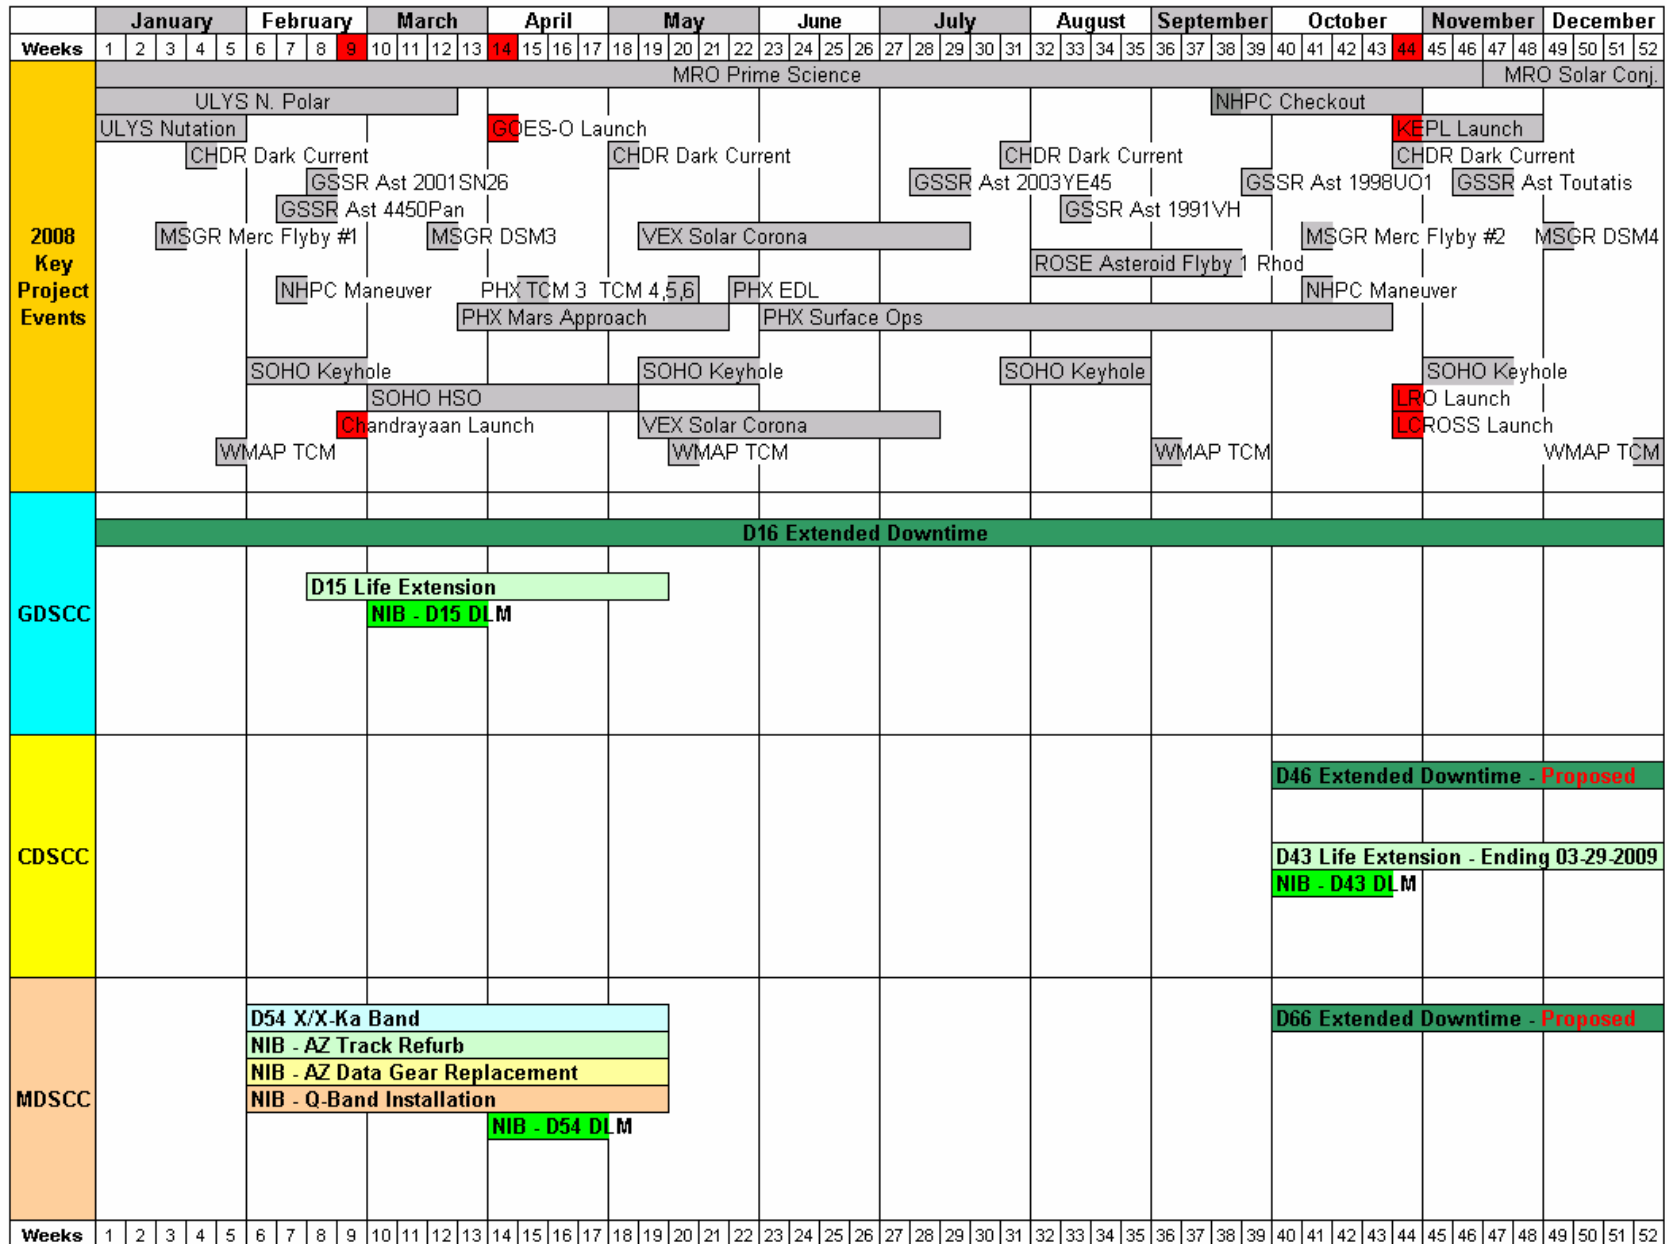 January February March April May June July August September October November December
Weeks 1 2 3 4 5 6 7 8 9 10 11 12 13 14 15 16 17 18 19 20 21 22 23 24 25 26 27 28 29 30 31 32 33 34 35 36 37 38 39 40 41 42 43 44 45 46 47 48 49 50 51 52
2008
Key
Project
Events
MRO Prime Science MRO Solar Conj.
ULYS N. Polar NHPC Checkout
ULYS Nutation GOES-O Launch KEPL Launch
CHDR Dark Current CHDR Dark Current CHDR Dark Current CHDR Dark Current
GSSR Ast 2001SN26 GSSR Ast 2003YE45 GSSR Ast 1998UO1 GSSR Ast Toutatis
GSSR Ast 4450Pan GSSR Ast 1991VH
MSGR Merc Flyby #1 MSGR DSM3 VEX Solar Corona MSGR Merc Flyby #2 MSGR DSM4
ROSE Asteroid Flyby 1 Rhod
NHPC Maneuver PHX TCM 3 TCM 4,5,6 PHX EDL NHPC Maneuver
PHX Mars Approach PHX Surface Ops
SOHO Keyhole SOHO Keyhole SOHO Keyhole SOHO Keyhole
SOHO HSO LRO Launch
Chandrayaan Launch VEX Solar Corona LCROSS Launch
WMAP TCM WMAP TCM WMAP TCM WMAP TCM
GDSCC
D16 Extended Downtime
D15 Life Extension
NIB - D15 DLM
CDSCC
D46 Extended Downtime - Proposed
D43 Life Extension - Ending 03-29-2009
NIB - D43 DLM
MDSCC
D54 X/X-Ka Band D66 Extended Downtime - Proposed
NIB - AZ Track Refurb
NIB - AZ Data Gear Replacement
NIB - Q-Band Installation
NIB - D54 DLM
Weeks 1 2 3 4 5 6 7 8 9 10 11 12 13 14 15 16 17 18 19 20 21 22 23 24 25 26 27 28 29 30 31 32 33 34 35 36 37 38 39 40 41 42 43 44 45 46 47 48 49 50 51 52